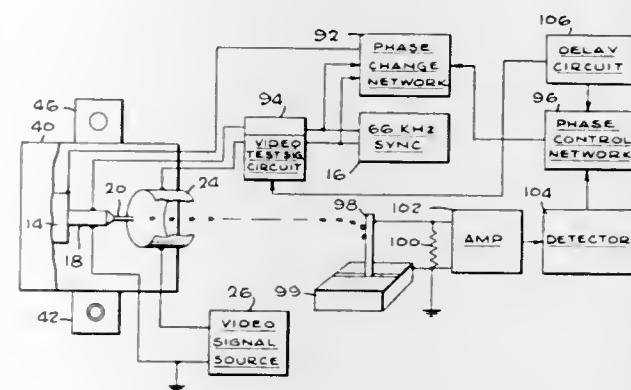 92
PHASE
CHANGE
NETWORK
106
DELAY
CIRCUIT
46
40
94
VIDEO
TEST SIG
CIRCUIT
66 KHZ
SYNC
16
96
PHASE
CONTROL
NETWORK
20
24
14
18
98
102
AMP
100
104
DETECTOR
99
42
26
VIDEO
SIGNAL
SOURCE